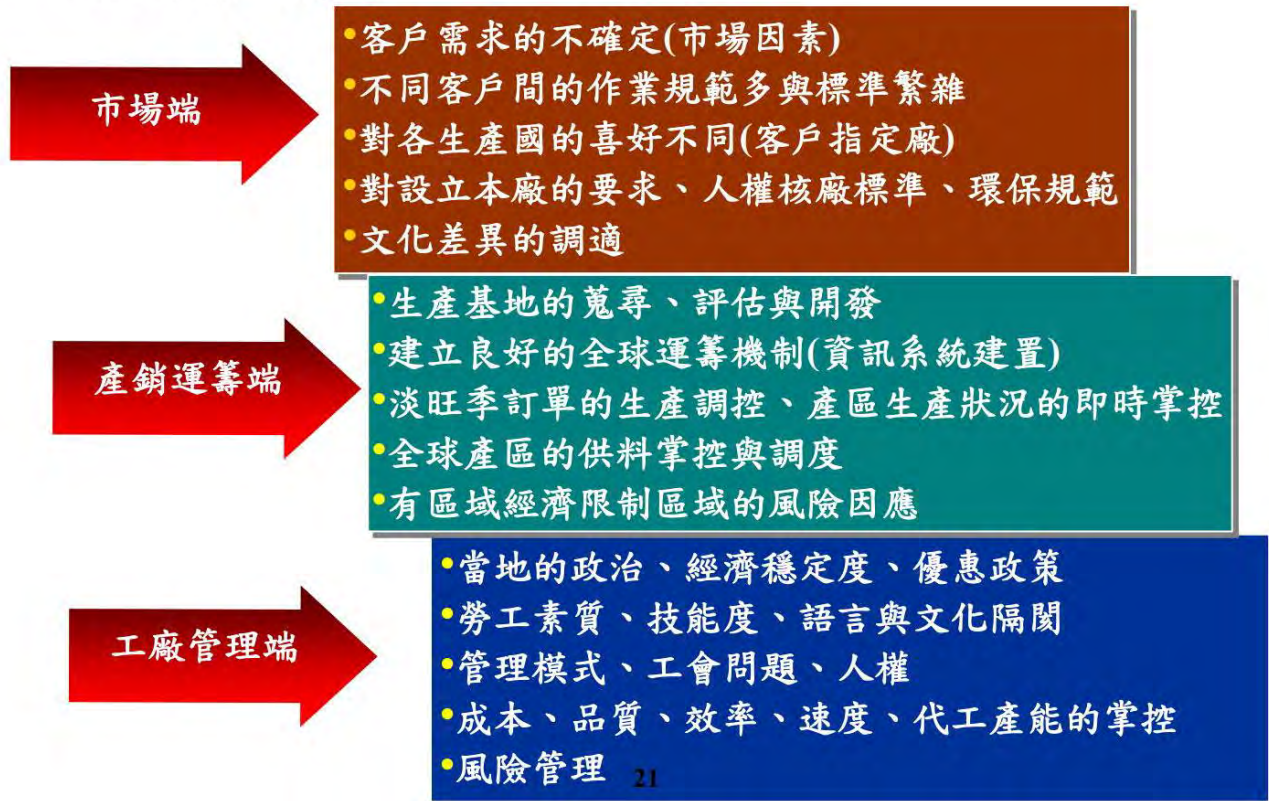 市場端
•客戶需求的不確定(市場因素)
•不同客戶間的作業規範多與標準繁雜
•對各生產國的喜好不同(客戶指定廠)
•對設立本廠的要求、人權核廠標準、環保規範
•文化差異的調適
產銷運籌端
•生產基地的蒐尋、評估與開發
•建立良好的全球運籌機制(資訊系統建置)
•淡旺季訂單的生產調控、產區生產狀況的即時掌控
•全球產區的供料掌控與調度
•有區域經濟限制區域的風險因應
工廠管理端
•當地的政治、經濟穩定度、優惠政策
•勞工素質、技能度、語言與文化隔閡
•管理模式、工會問題、人權
•成本、品質、效率、速度、代工產能的掌控
•風險管理
21